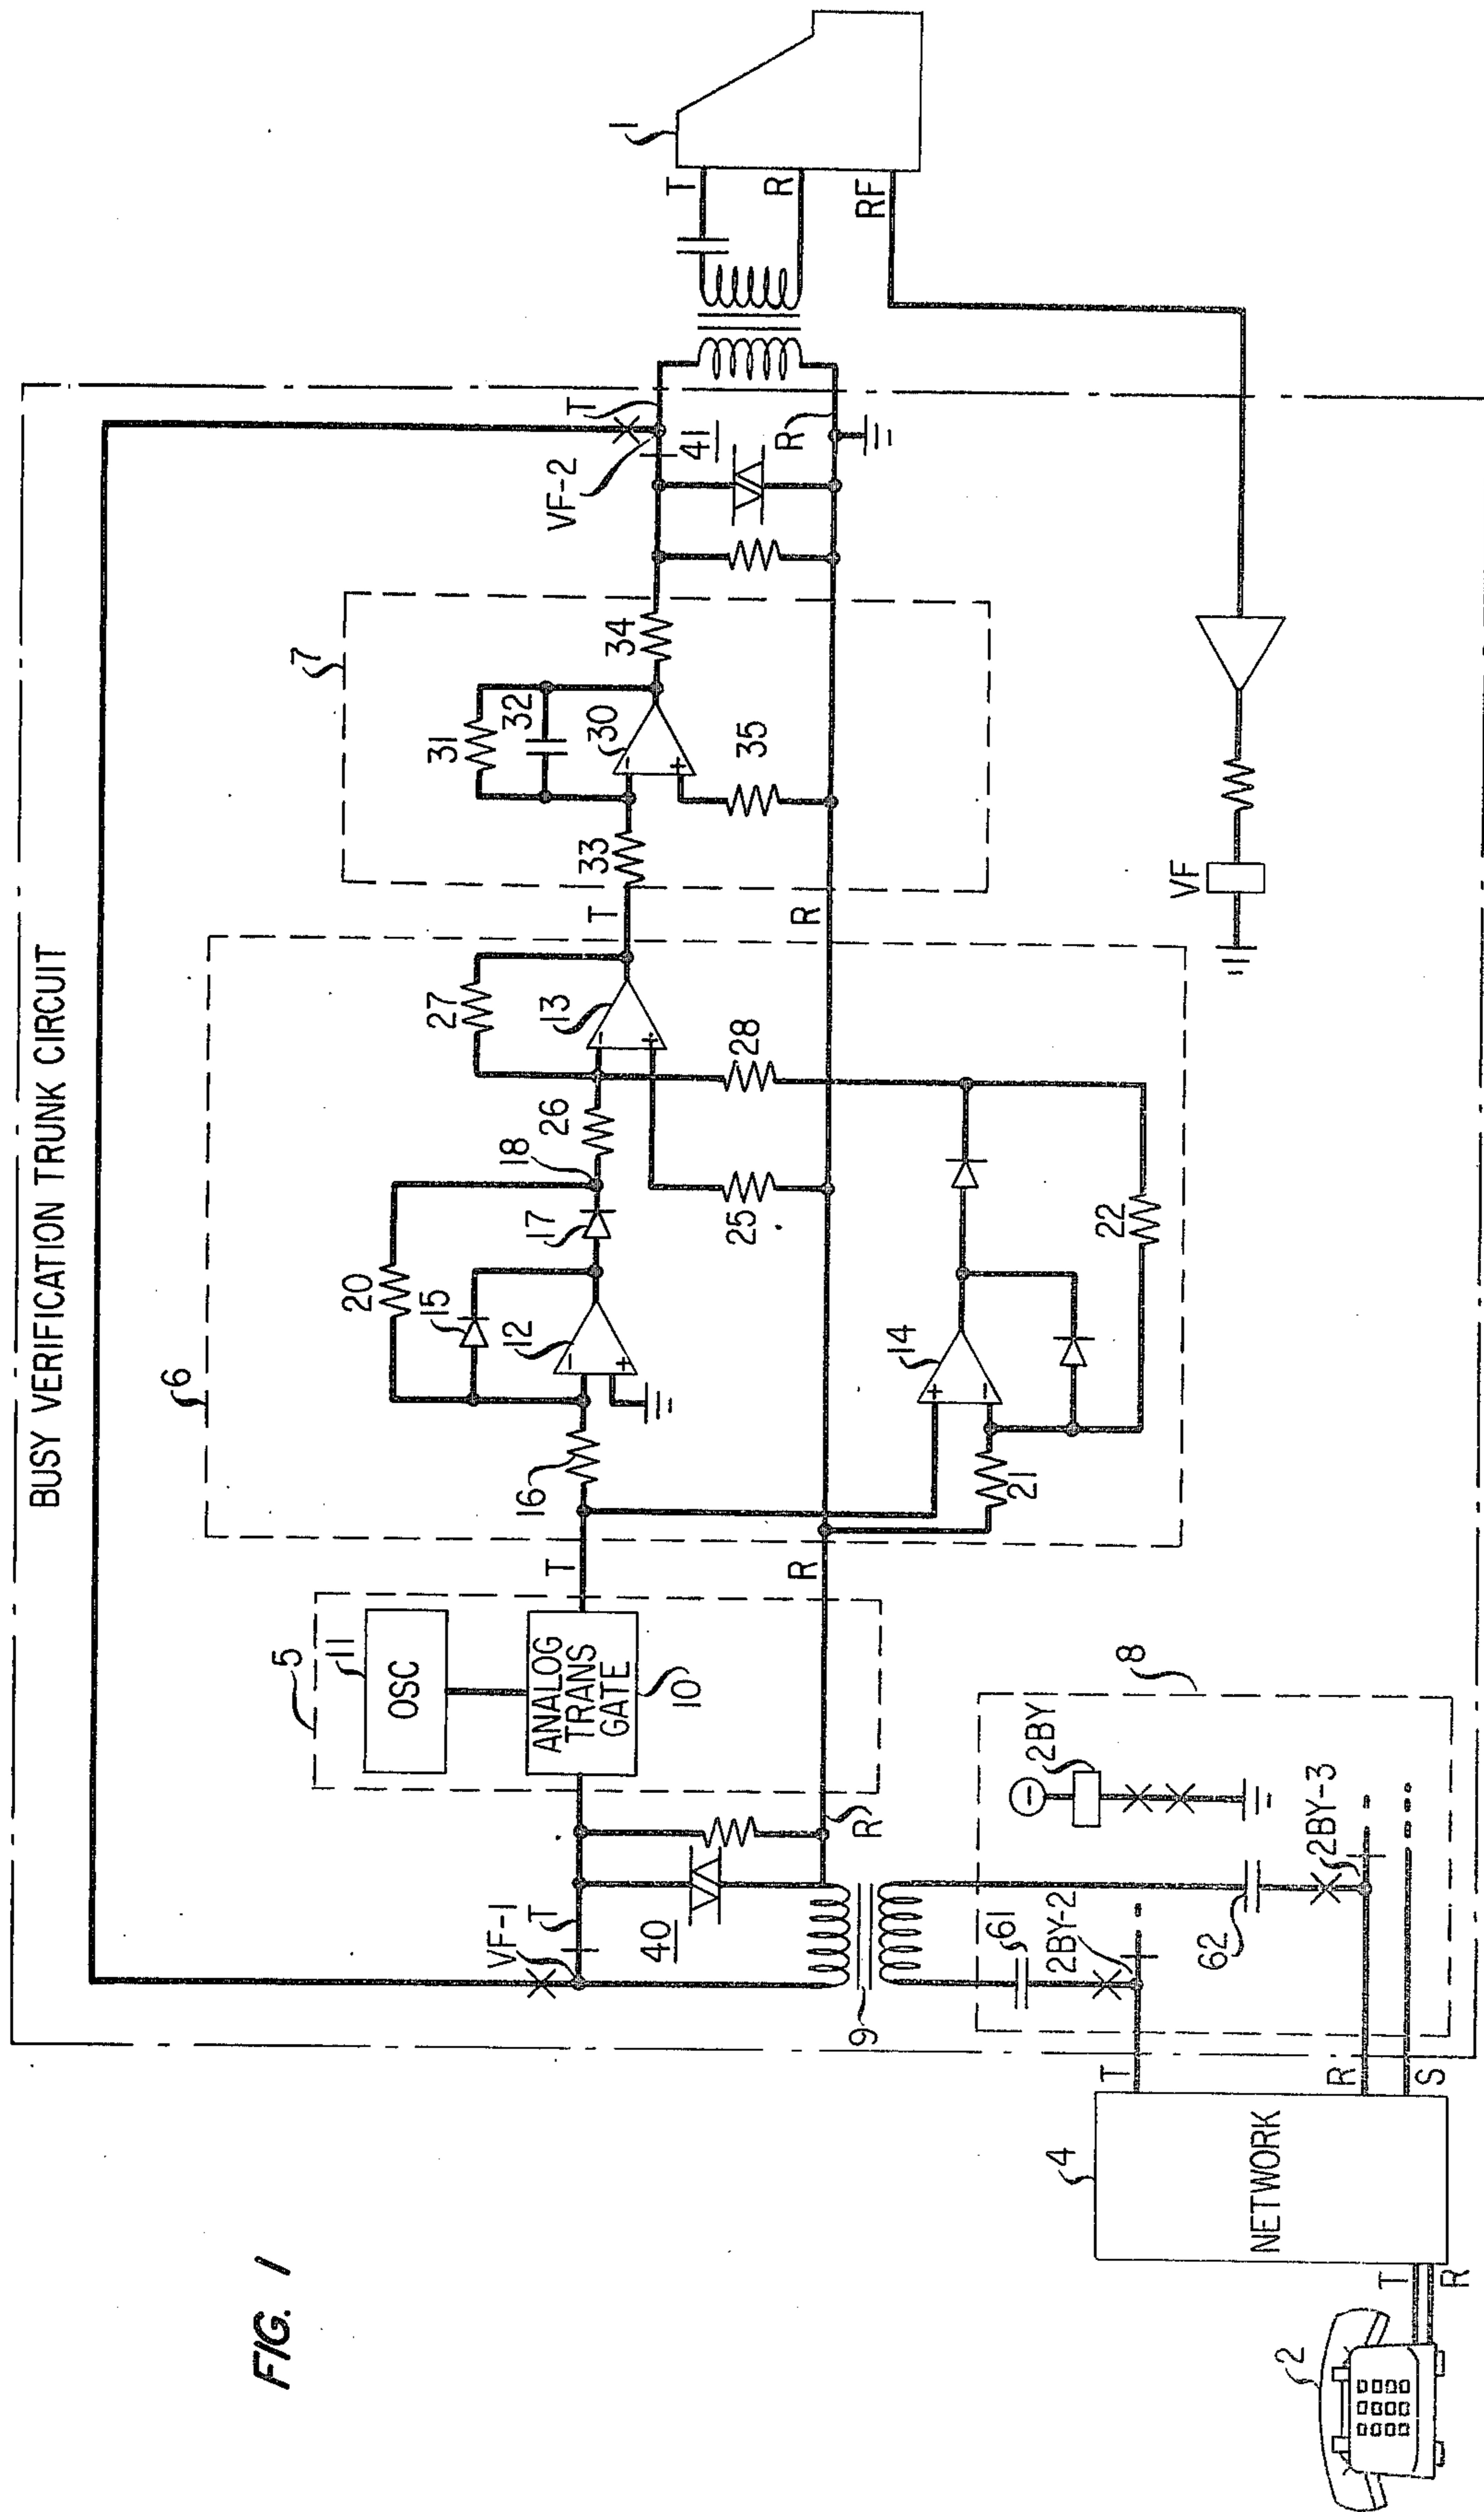 BUSY VERIFICATION TRUNK CIRCUIT
FIG. 1
1
T
R
RF
T
VF-2
41
R
7
31
32
30
34
33
35
T
R
VF
6
27
13
28
26
18
17
25
20
15
12
16
14
22
21
T
R
5
11
OSC
ANALOG
TRANS
GATE
10
R
VF-1
T
40
9
8
2BY
2BY-3
2BY-2
61
62
T
R
S
4
NETWORK
T
R
2